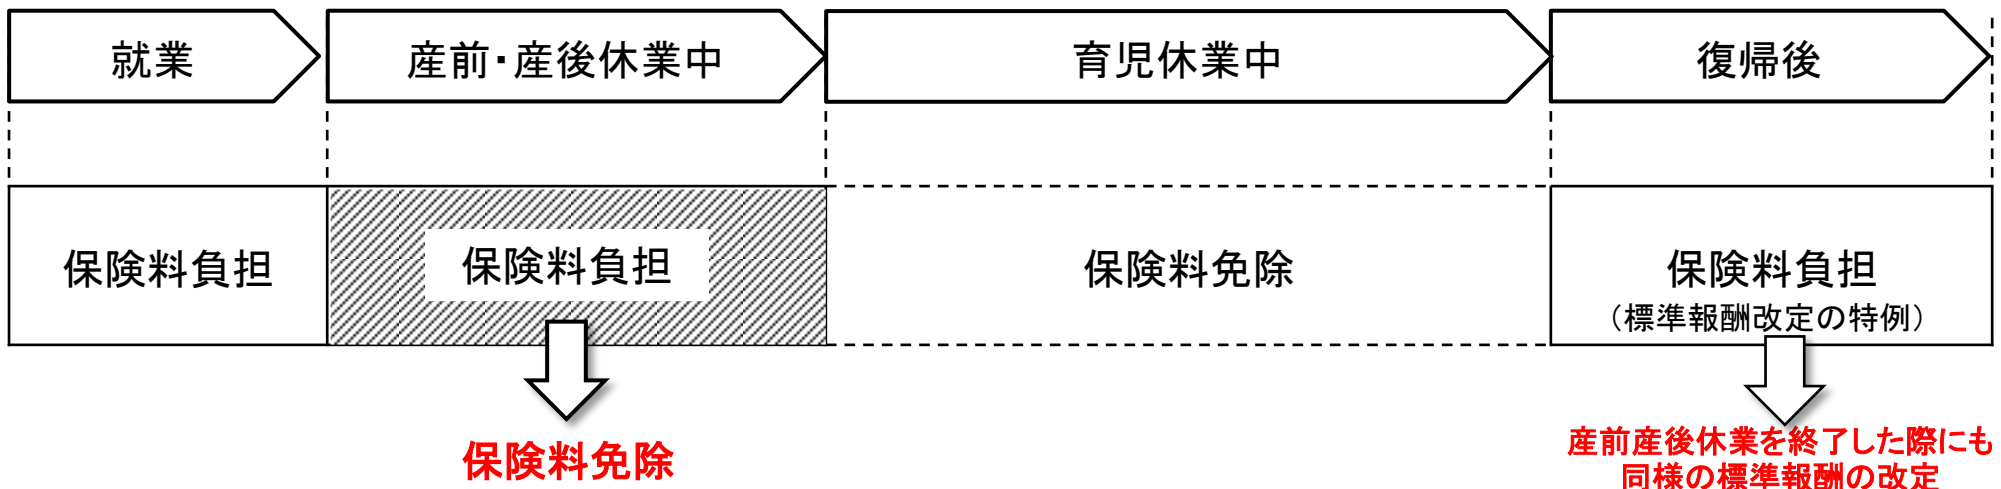 就業
産前・産後休業中
育児休業中
復帰後
保険料負担
保険料負担
保険料免除
保険料負担
（標準報酬改定の特例）
保険料免除
産前産後休業を終了した際にも
同様の標準報酬の改定